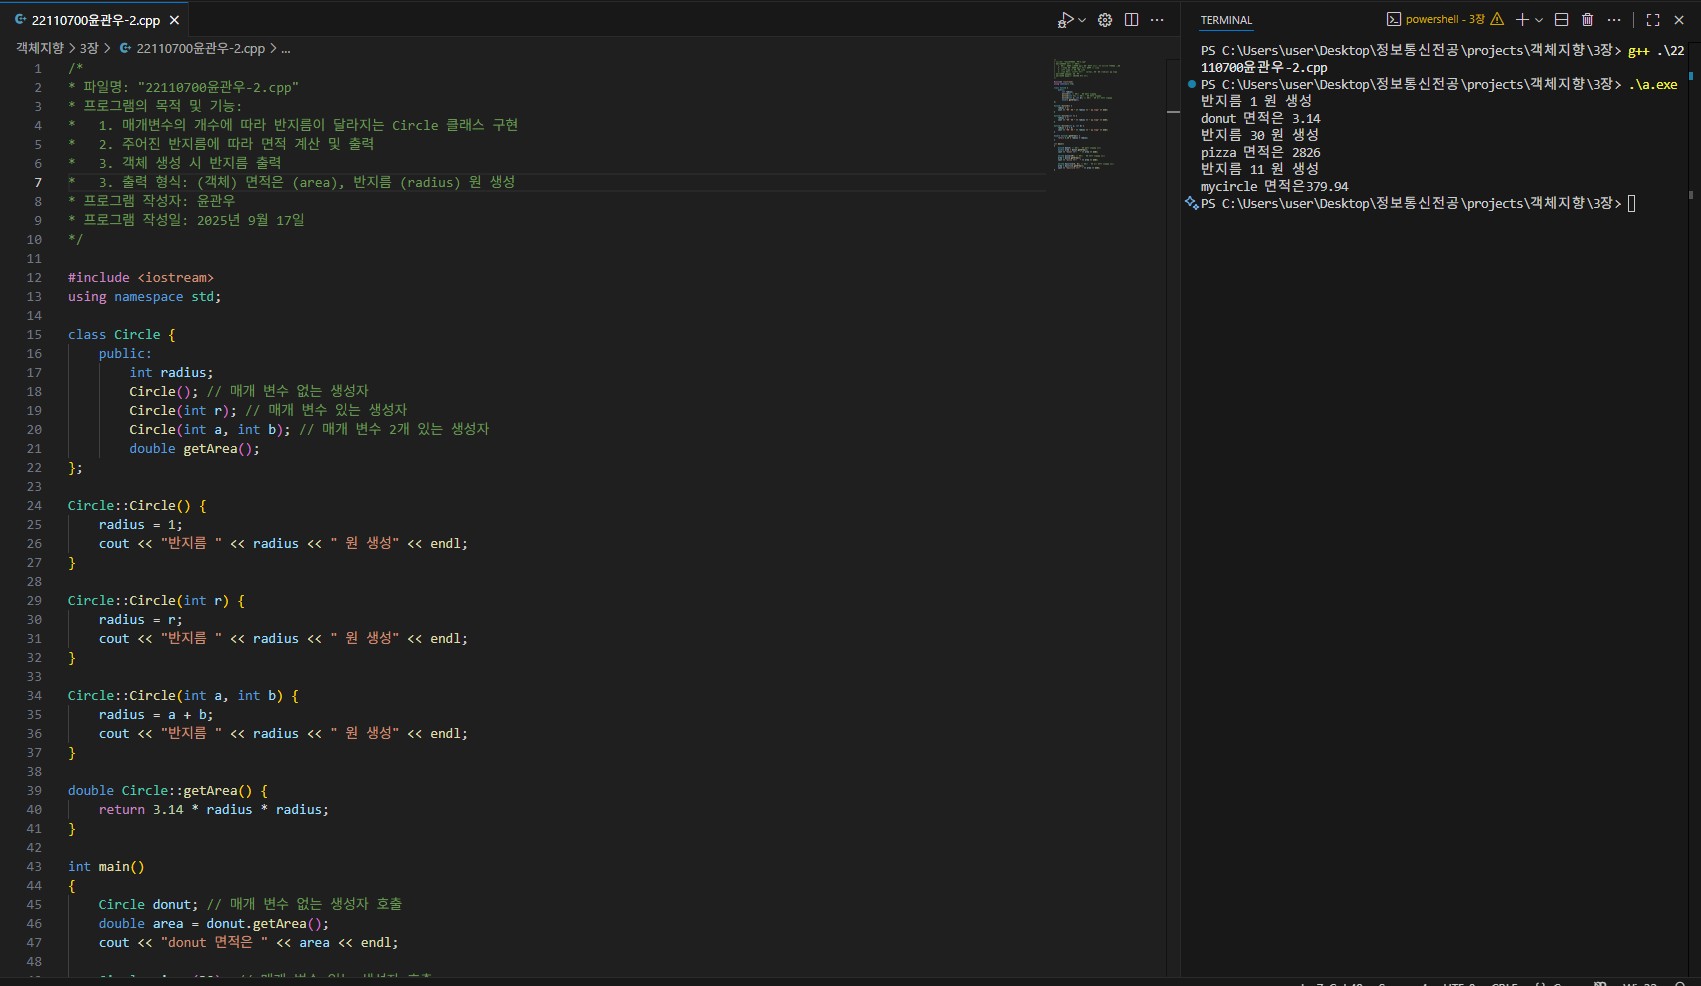 22110700윤관우-2.cpp
객체지향 > 3장 > 22110700윤관우-2.cpp > ...
1 /*
2 * 파일명: "22110700윤관우-2.cpp"
3 * 프로그램의 목적 및 기능:
4 *   1. 매개변수의 개수에 따라 반지름이 달라지는 Circle 클래스 구현
5 *   2. 주어진 반지름에 따라 면적 계산 및 출력
6 *   3. 객체 생성 시 반지름 출력
7 *   3. 출력 형식: (객체) 면적은 (area), 반지름 (radius) 원 생성
8 * 프로그램 작성자: 윤관우
9 * 프로그램 작성일: 2025년 9월 17일
10 */
11
12 #include <iostream>
13 using namespace std;
14
15 class Circle {
16     public:
17         int radius;
18         Circle(); // 매개 변수 없는 생성자
19         Circle(int r); // 매개 변수 있는 생성자
20         Circle(int a, int b); // 매개 변수 2개 있는 생성자
21         double getArea();
22 };
23
24 Circle::Circle() {
25     radius = 1;
26     cout << "반지름 " << radius << " 원 생성" << endl;
27 }
28
29 Circle::Circle(int r) {
30     radius = r;
31     cout << "반지름 " << radius << " 원 생성" << endl;
32 }
33
34 Circle::Circle(int a, int b) {
35     radius = a + b;
36     cout << "반지름 " << radius << " 원 생성" << endl;
37 }
38
39 double Circle::getArea() {
40     return 3.14 * radius * radius;
41 }
42
43 int main()
44 {
45     Circle donut; // 매개 변수 없는 생성자 호출
46     double area = donut.getArea();
47     cout << "donut 면적은 " << area << endl;
48
TERMINAL
powershell - 3장
PS C:\Users\user\Desktop\정보통신전공\projects\객체지향\3장> g++ .\22
110700윤관우-2.cpp
PS C:\Users\user\Desktop\정보통신전공\projects\객체지향\3장> .\a.exe
반지름 1 원 생성
donut 면적은 3.14
반지름 30 원 생성
pizza 면적은 2826
반지름 11 원 생성
mycircle 면적은379.94
PS C:\Users\user\Desktop\정보통신전공\projects\객체지향\3장>